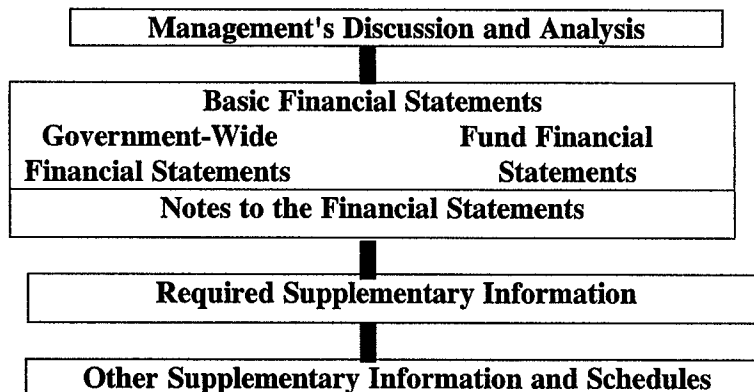 Management's Discussion and Analysis
Basic Financial Statements
Government-Wide Fund Financial
Financial Statements Statements
Notes to the Financial Statements
Required Supplementary Information
Other Supplementary Information and Schedules